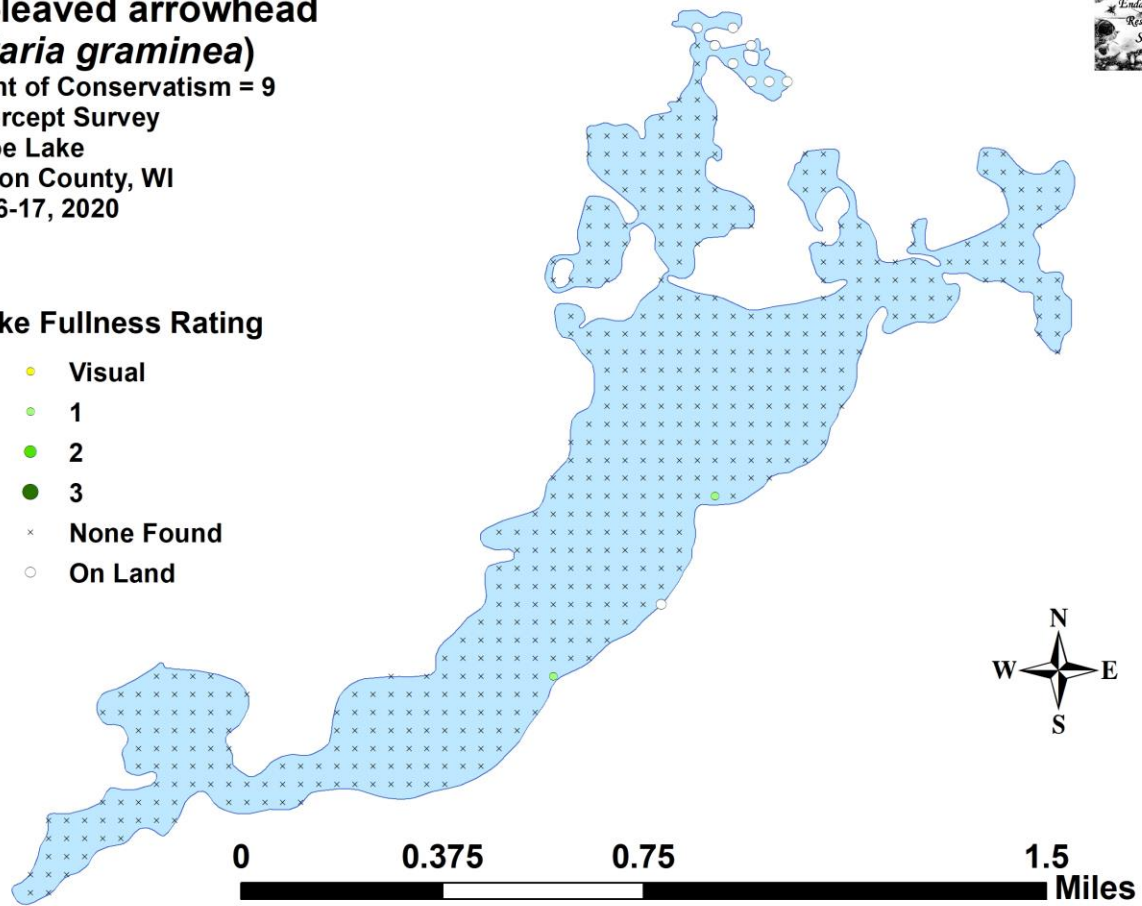 leaved arrowhead
aria graminea)
nt of Conservatism = 9
rcept Survey
e Lake
on County, WI
6-17, 2020
ke Fullness Rating
Visual
1
2
3
None Found
On Land
N
W E
S
0 0.375 0.75 1.5
Miles